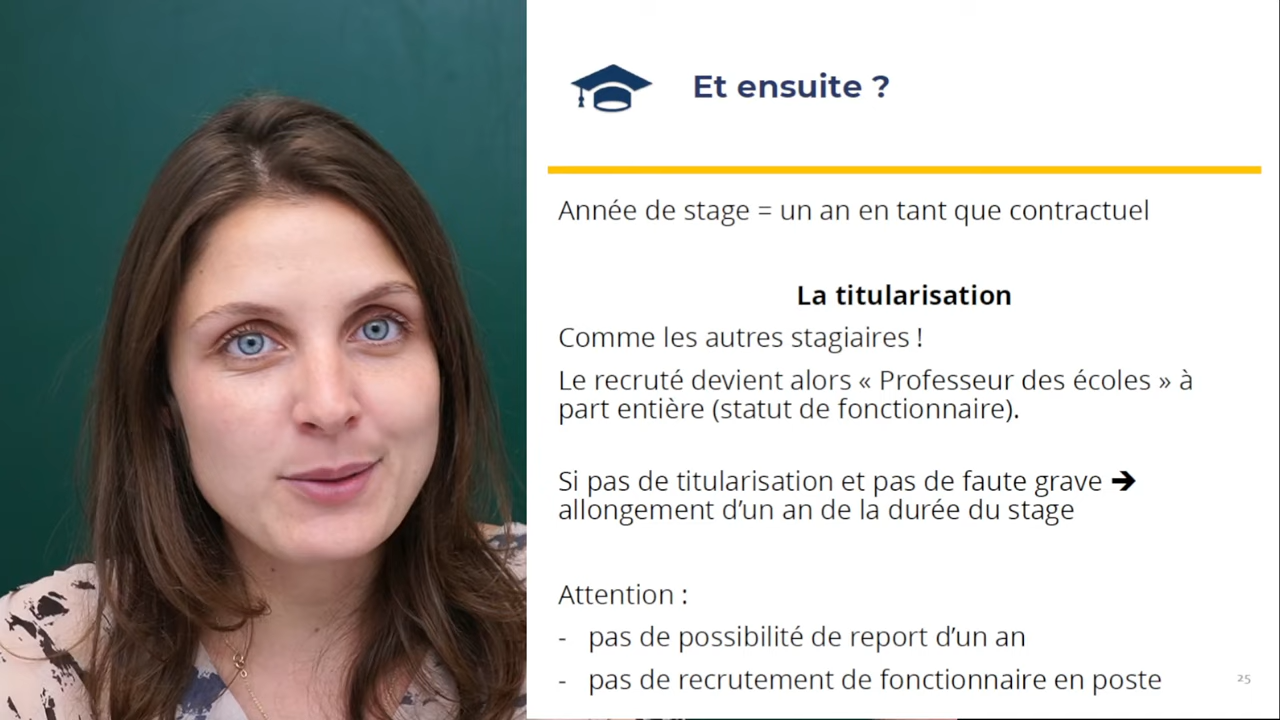 Et ensuite ?
Année de stage = un an en tant que contractuel
La titularisation
Comme les autres stagiaires !
Le recruté devient alors « Professeur des écoles » à
part entière (statut de fonctionnaire).
Si pas de titularisation et pas de faute grave ➔
allongement d’un an de la durée du stage
Attention :
- pas de possibilité de report d’un an
- pas de recrutement de fonctionnaire en poste
25